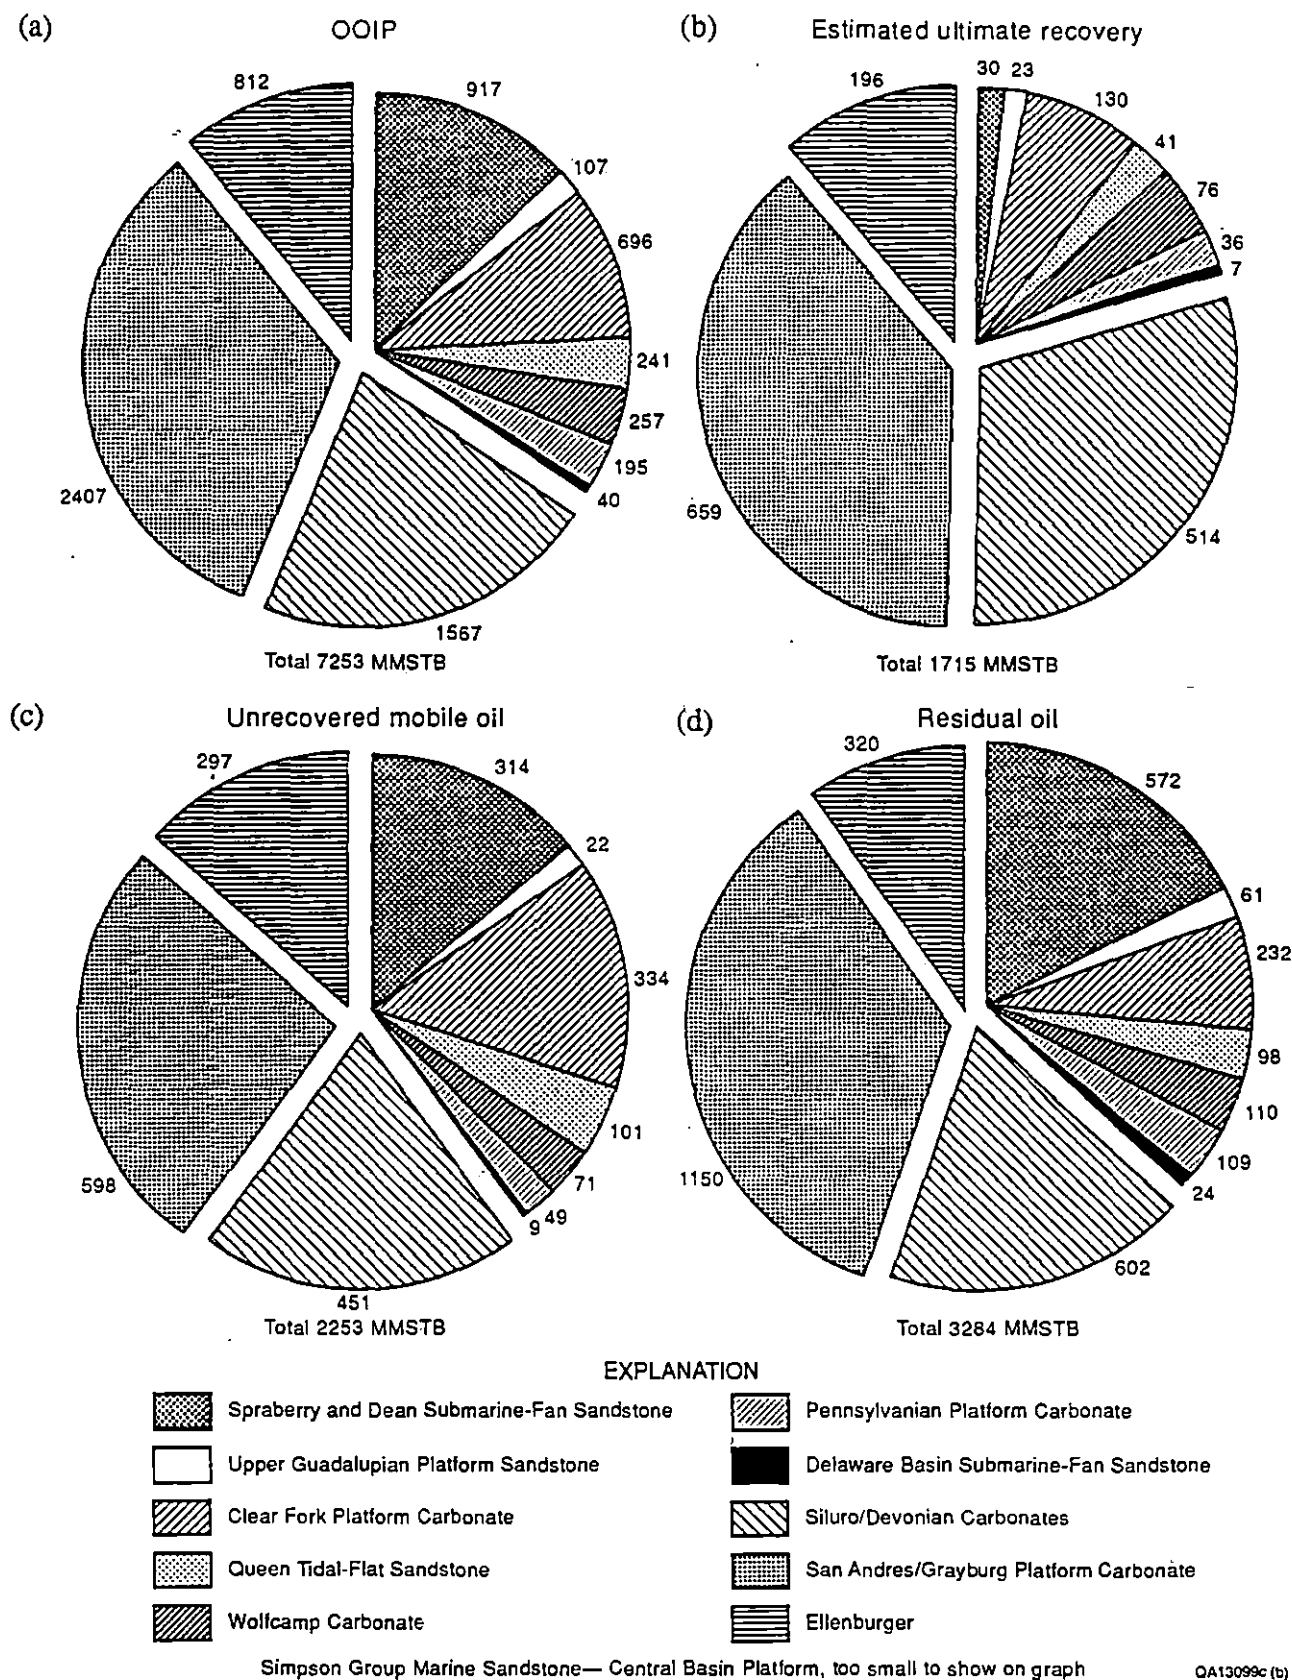 (a)
OOIP
812
917
107
696
241
257
195
40
1567
2407
Total 7253 MMSTB
(b)
Estimated ultimate recovery
196
30
23
130
41
76
36
7
514
659
Total 1715 MMSTB
(c)
Unrecovered mobile oil
297
314
22
334
101
71
49
9
451
598
Total 2253 MMSTB
(d)
Residual oil
320
572
61
232
98
110
109
24
602
1150
Total 3284 MMSTB
EXPLANATION
Spraberry and Dean Submarine-Fan Sandstone
Upper Guadalupian Platform Sandstone
Clear Fork Platform Carbonate
Queen Tidal-Flat Sandstone
Wolfcamp Carbonate
Pennsylvanian Platform Carbonate
Delaware Basin Submarine-Fan Sandstone
Siluro/Devonian Carbonates
San Andres/Grayburg Platform Carbonate
Ellenburger
Simpson Group Marine Sandstone— Central Basin Platform, too small to show on graph
QA13099c (b)